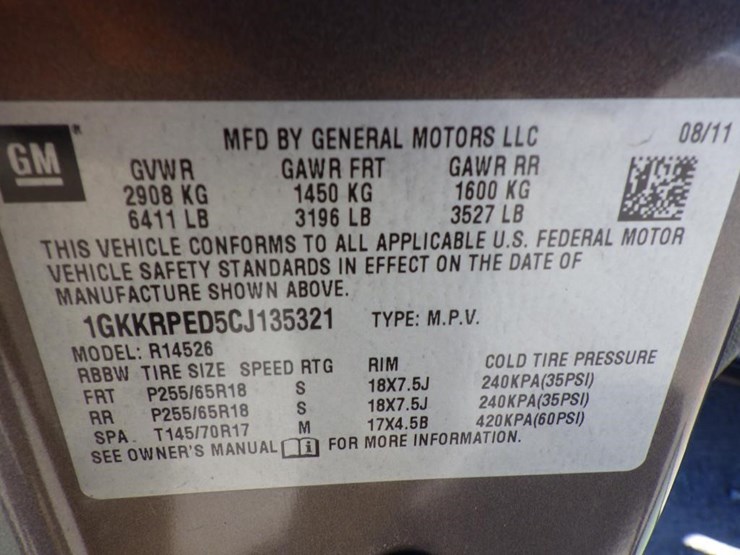 GM
MFD BY GENERAL MOTORS LLC 08/11
GVWR GAWR FRT GAWR RR
2908 KG 1450 KG 1600 KG
6411 LB 3196 LB 3527 LB
THIS VEHICLE CONFORMS TO ALL APPLICABLE U.S. FEDERAL MOTOR
VEHICLE SAFETY STANDARDS IN EFFECT ON THE DATE OF
MANUFACTURE SHOWN ABOVE.
1GKKRPED5CJ135321 TYPE: M.P.V.
MODEL: R14526
RBBW TIRE SIZE SPEED RTG RIM COLD TIRE PRESSURE
FRT P255/65R18 S 18X7.5J 240KPA(35PSI)
RR P255/65R18 S 18X7.5J 240KPA(35PSI)
SPA T145/70R17 M 17X4.5B 420KPA(60PSI)
SEE OWNER'S MANUAL i FOR MORE INFORMATION.